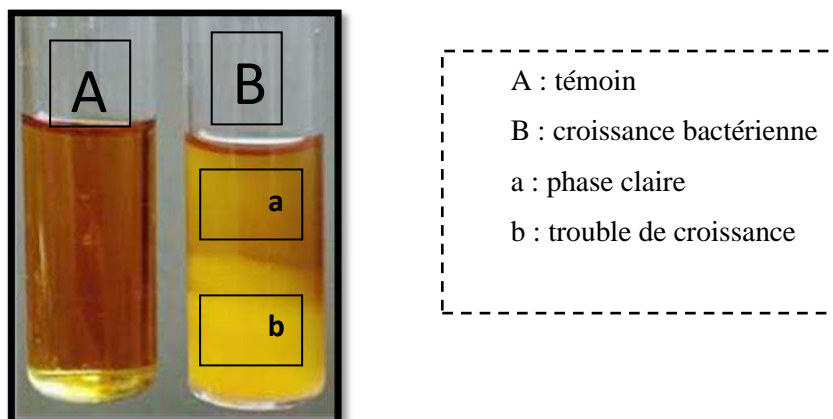 A
B
a
b
A : témoin
B : croissance bactérienne
a : phase claire
b : trouble de croissance